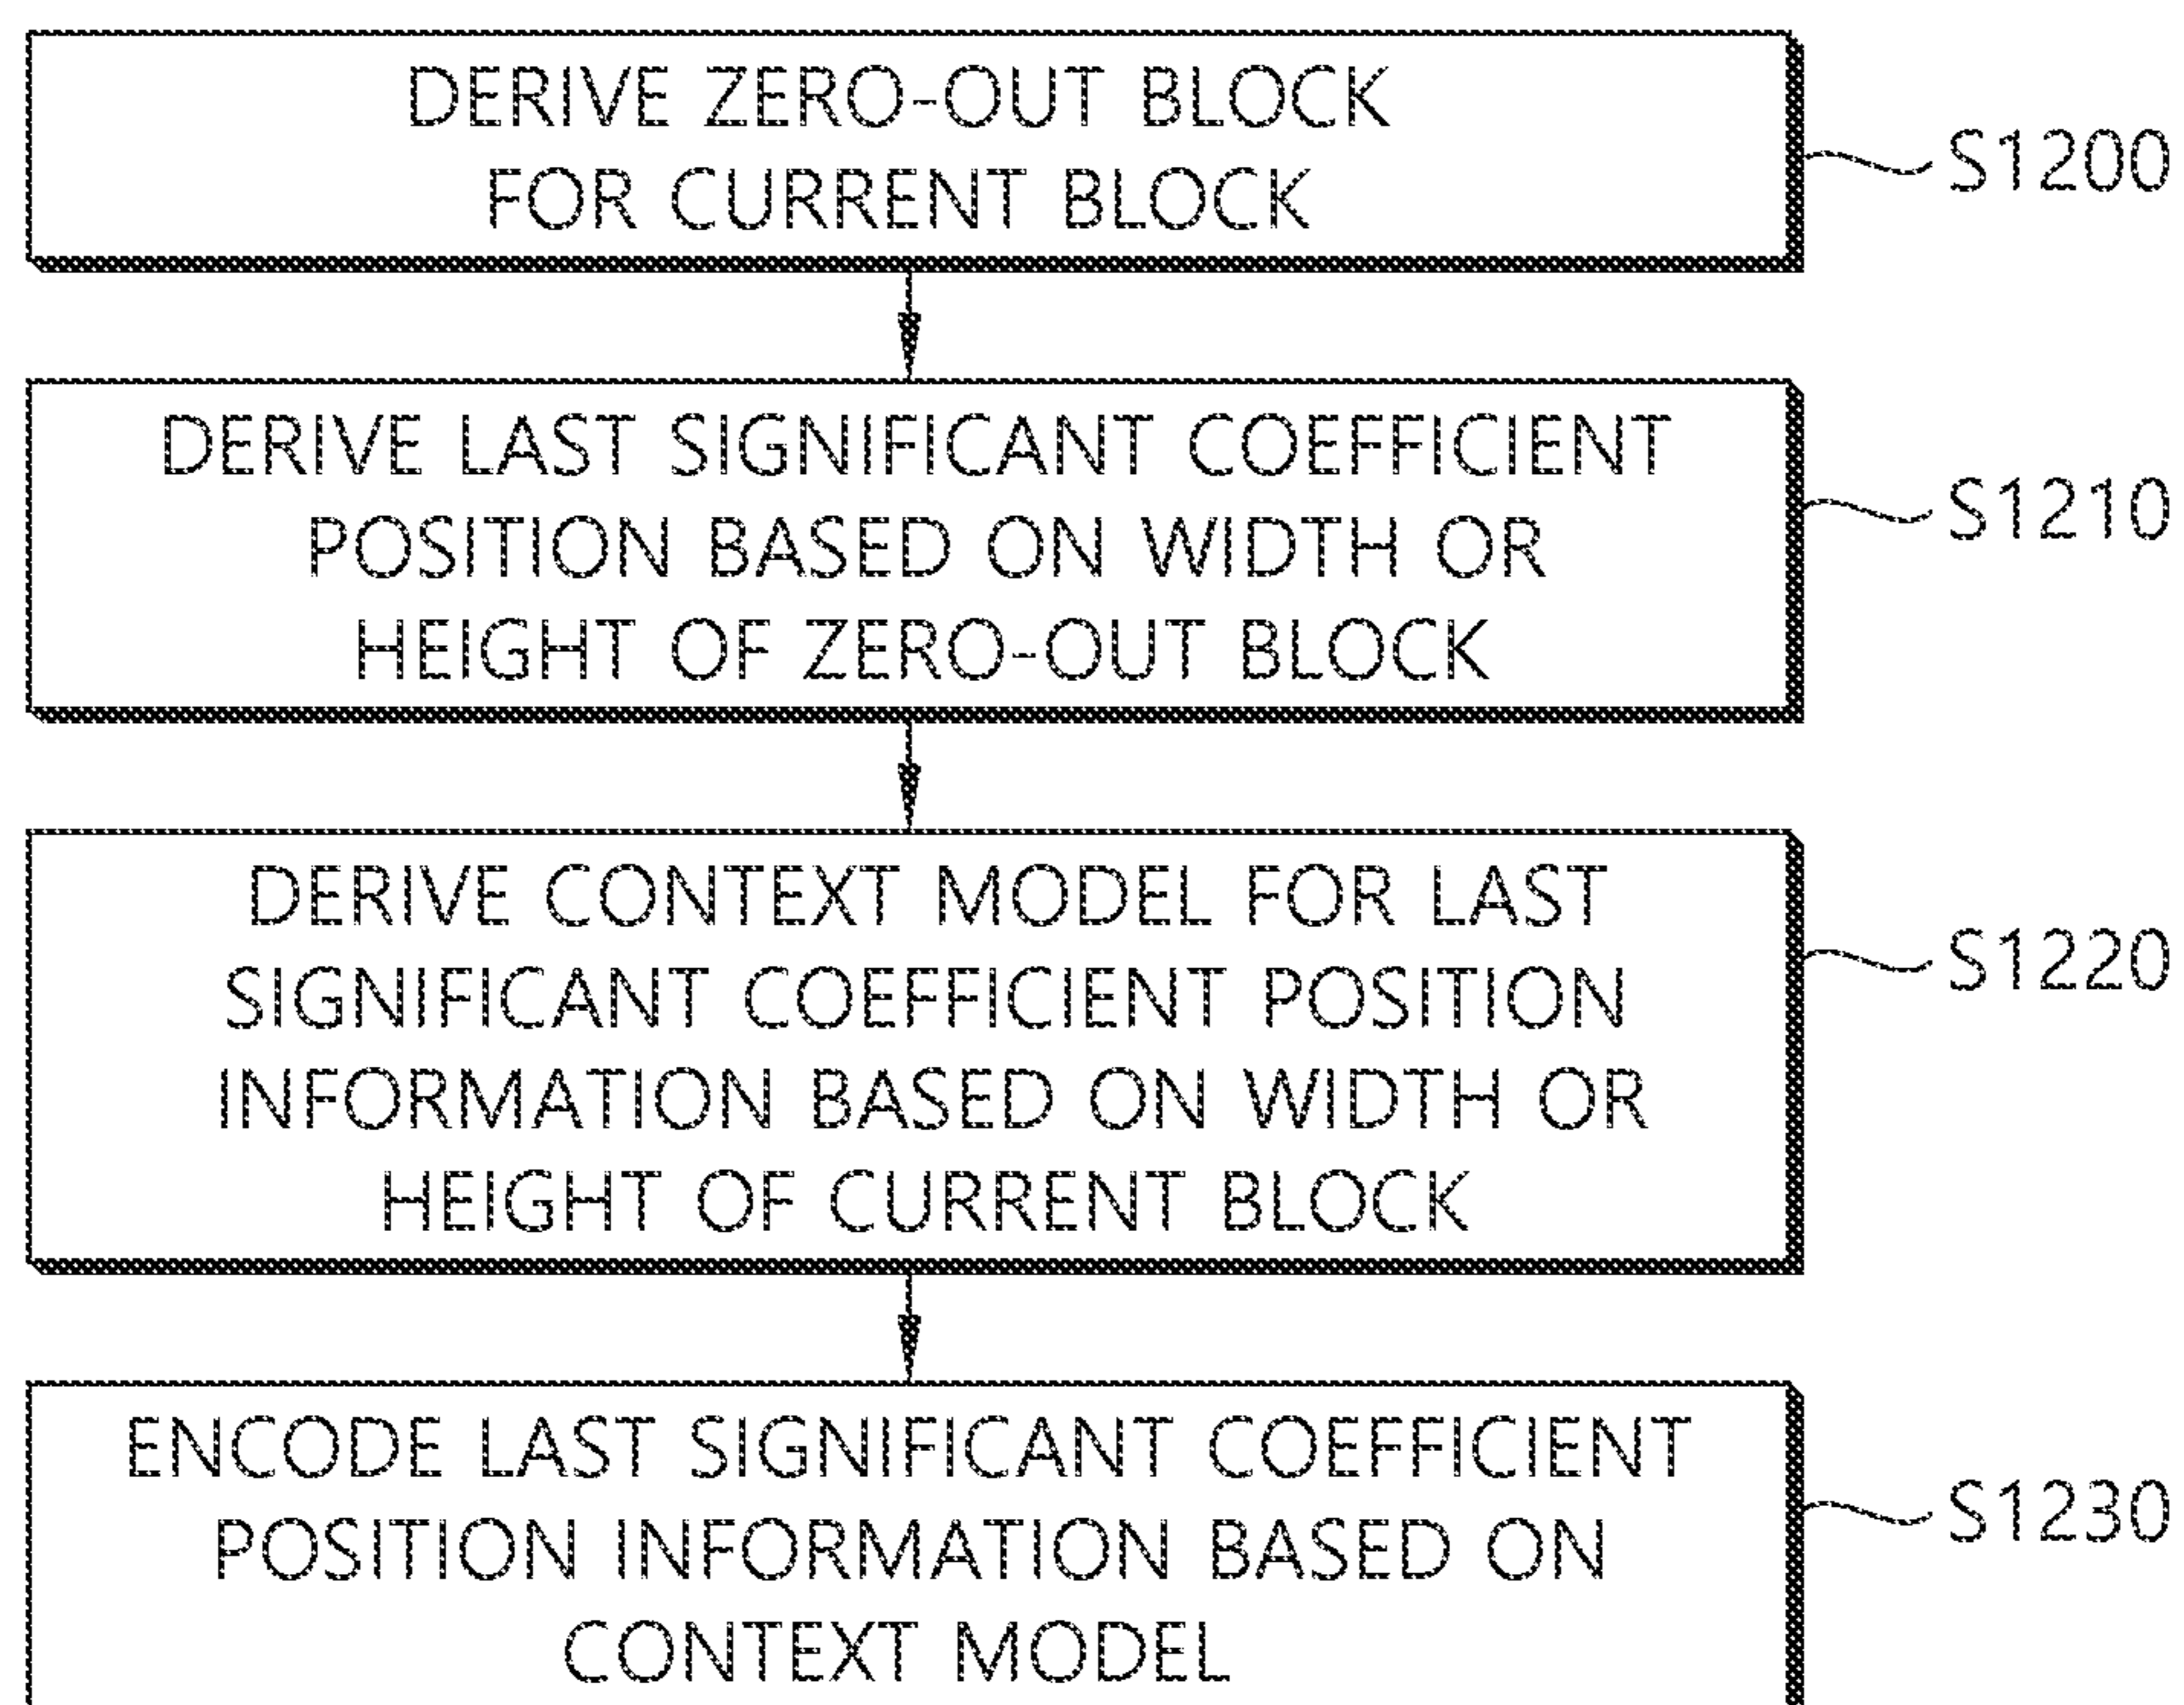 DERIVE ZERO-OUT BLOCK
FOR CURRENT BLOCK
S1200
DERIVE LAST SIGNIFICANT COEFFICIENT
POSITION BASED ON WIDTH OR
HEIGHT OF ZERO-OUT BLOCK
S1210
DERIVE CONTEXT MODEL FOR LAST
SIGNIFICANT COEFFICIENT POSITION
INFORMATION BASED ON WIDTH OR
HEIGHT OF CURRENT BLOCK
S1220
ENCODE LAST SIGNIFICANT COEFFICIENT
POSITION INFORMATION BASED ON
CONTEXT MODEL
S1230